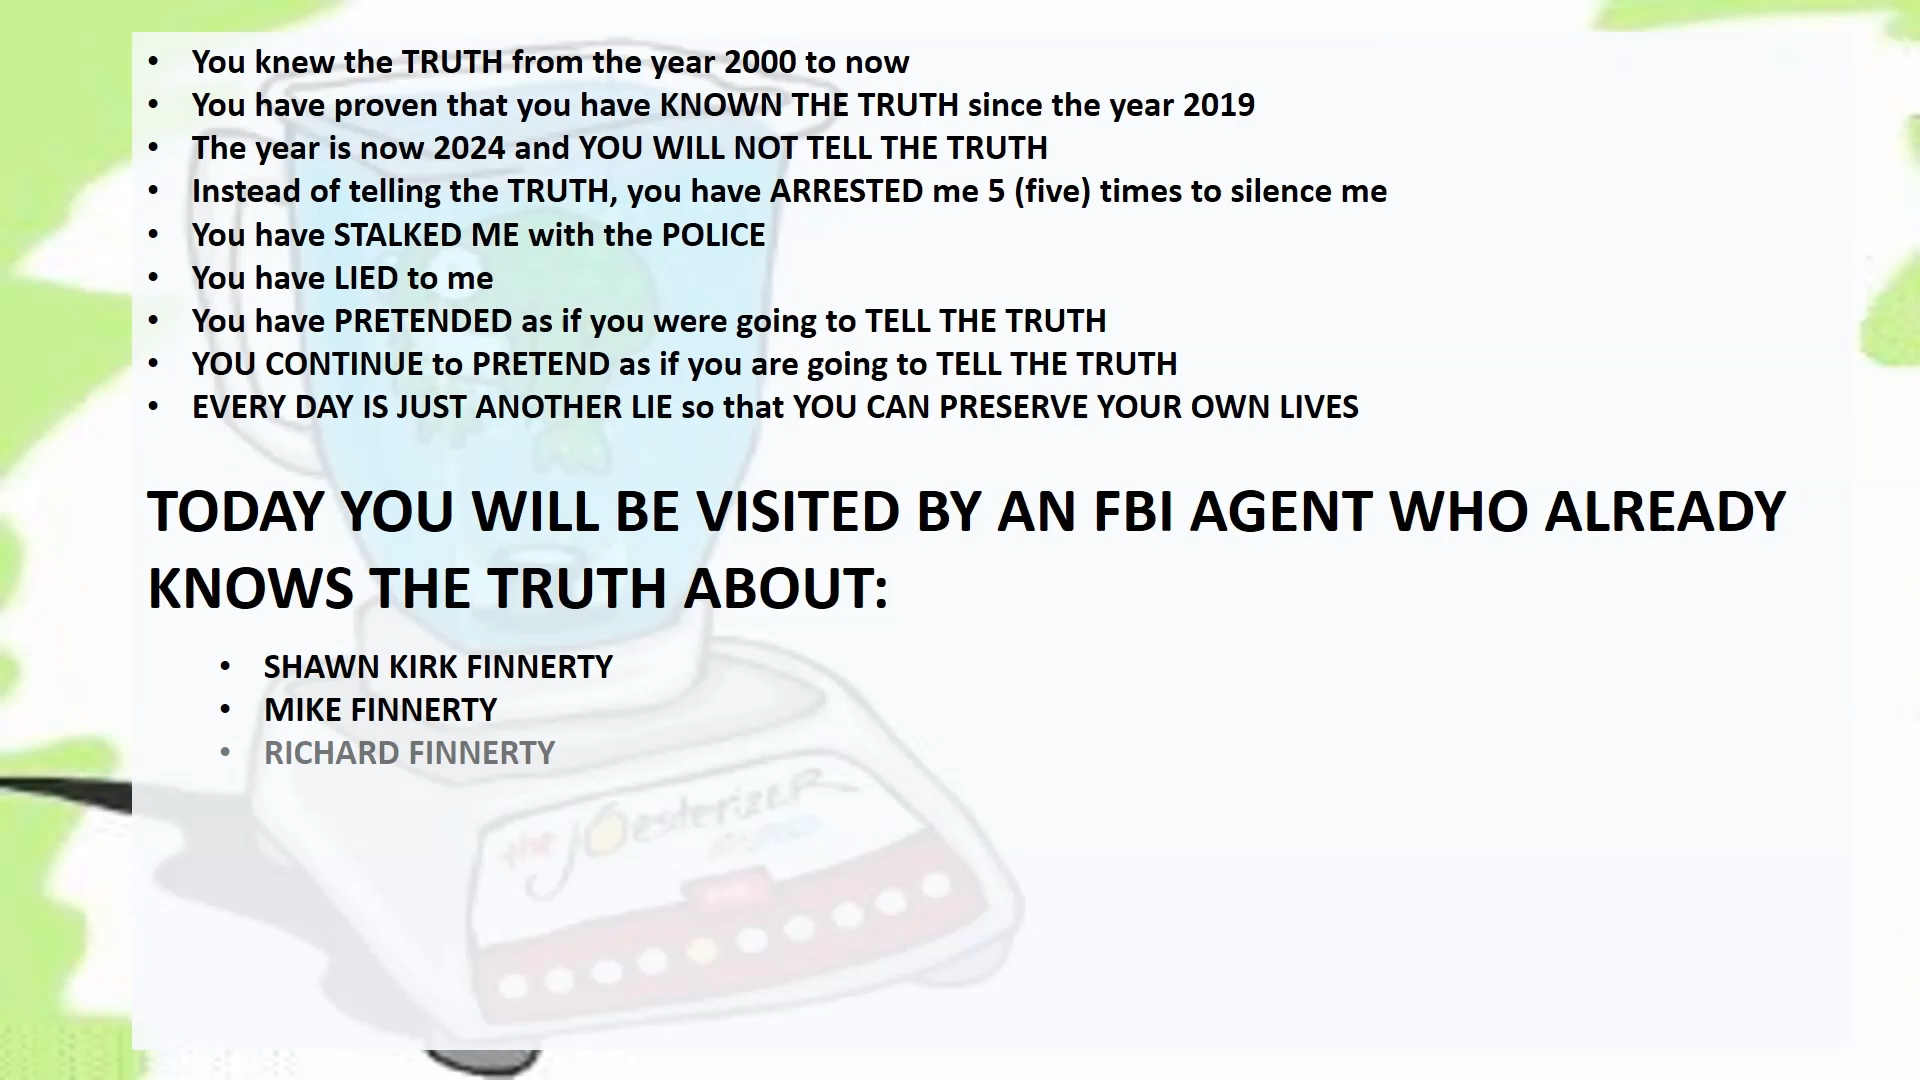 • You knew the TRUTH from the year 2000 to now
• You have proven that you have KNOWN THE TRUTH since the year 2019
• The year is now 2024 and YOU WILL NOT TELL THE TRUTH
• Instead of telling the TRUTH, you have ARRESTED me 5 (five) times to silence me
• You have STALKED ME with the POLICE
• You have LIED to me
• You have PRETENDED as if you were going to TELL THE TRUTH
• YOU CONTINUE to PRETEND as if you are going to TELL THE TRUTH
• EVERY DAY IS JUST ANOTHER LIE so that YOU CAN PRESERVE YOUR OWN LIVES
TODAY YOU WILL BE VISITED BY AN FBI AGENT WHO ALREADY
KNOWS THE TRUTH ABOUT:
• SHAWN KIRK FINNERTY
• MIKE FINNERTY
• RICHARD FINNERTY
the jOesterizeR